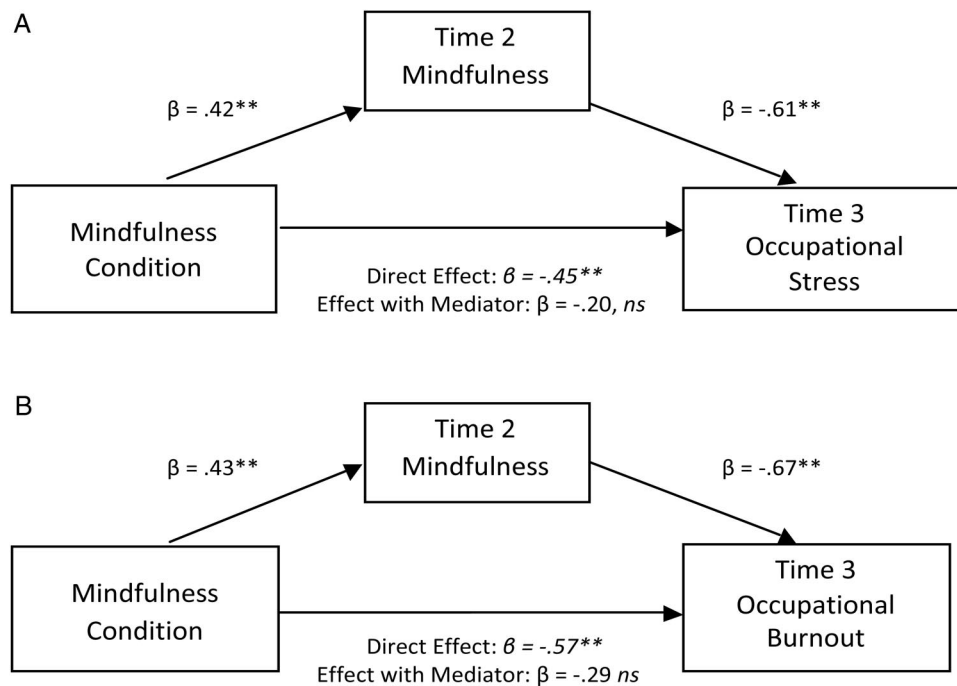 A
Time 2
Mindfulness
β = .42**
β = -.61**
Mindfulness
Condition
Time 3
Occupational
Stress
Direct Effect: β = -.45**
Effect with Mediator: β = -.20, ns
B
Time 2
Mindfulness
β = .43**
β = -.67**
Mindfulness
Condition
Time 3
Occupational
Burnout
Direct Effect: β = -.57**
Effect with Mediator: β = -.29 ns